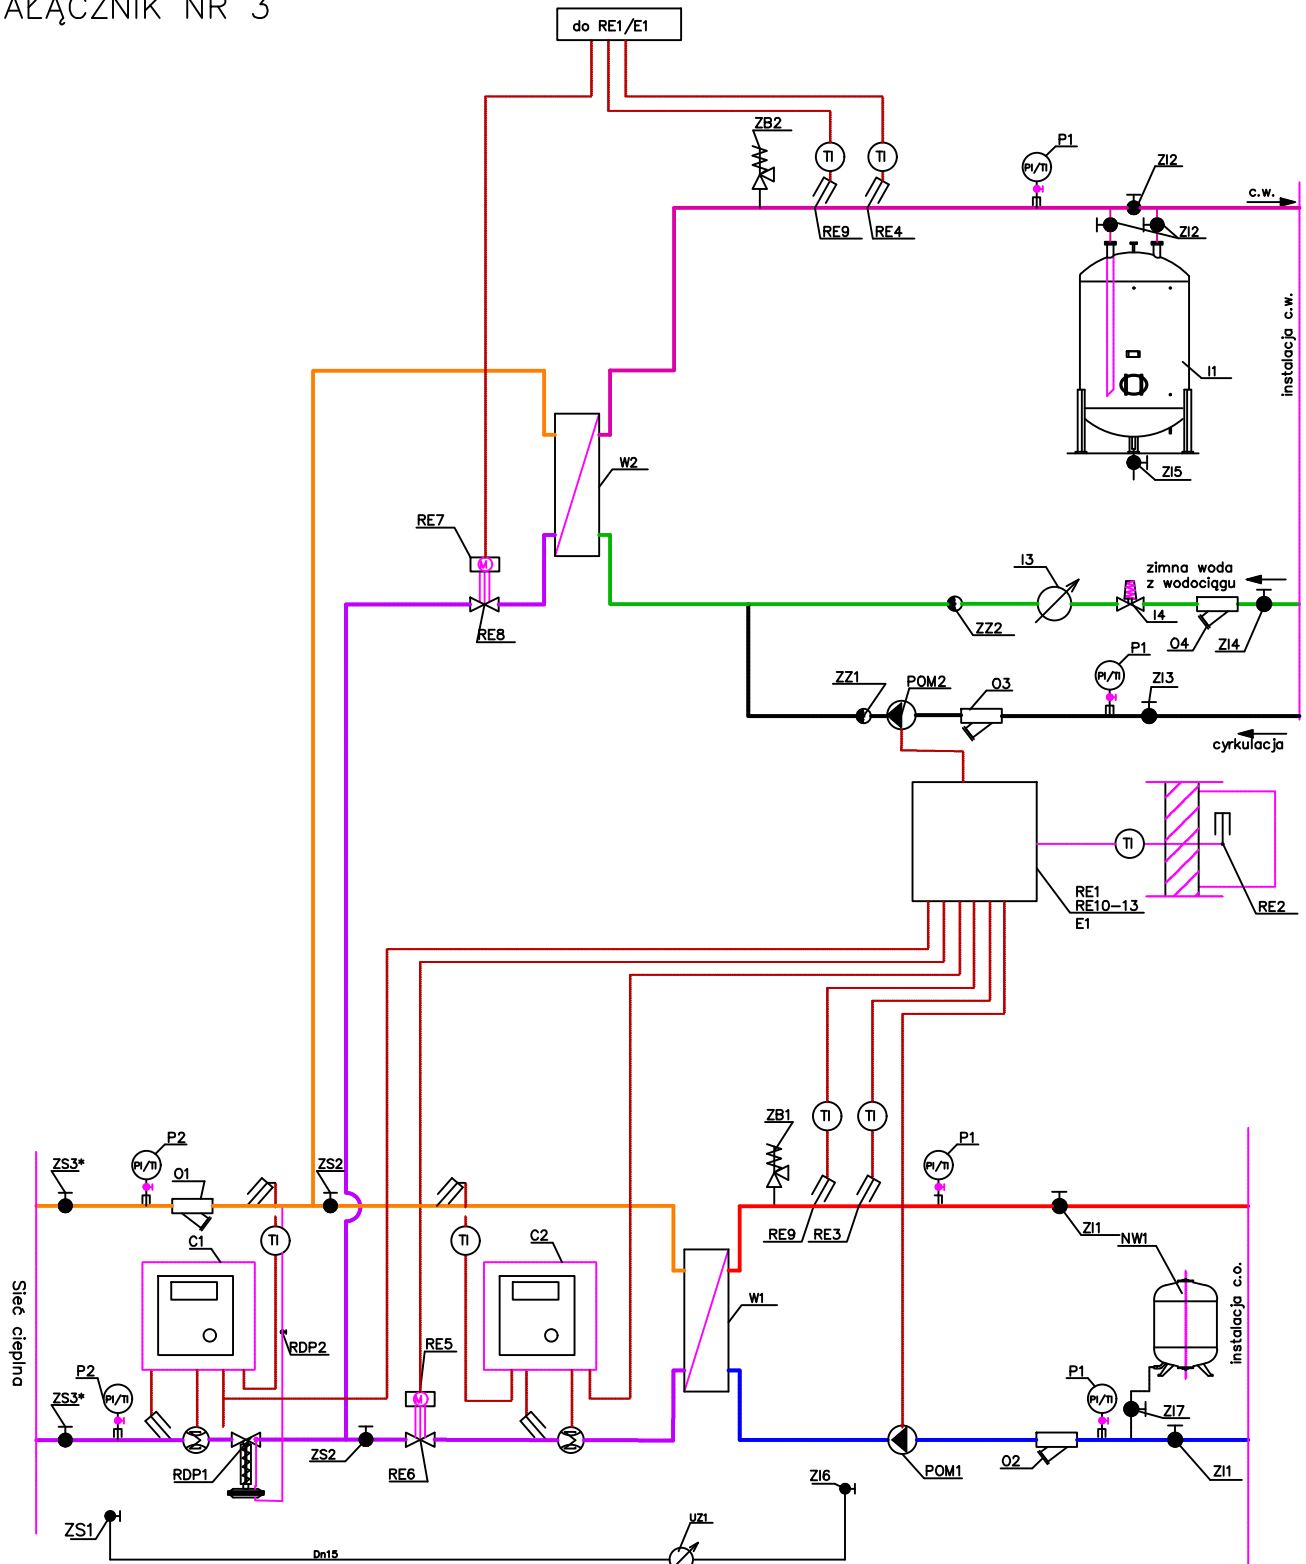 AŁĄCZNIK NR 3
do RE1/E1
ZB2
TI
TI
P1
PI/TI
ZI2
c.w.
RE9
RE4
ZI2
instalacja c.w.
I1
W2
ZI5
RE7
M
RE8
I3
zimna woda
z wodociągu
ZZ2
I4
O4
ZI4
P1
PI/TI
ZZ1
POM2
O3
ZI3
cyrkulacja
TI
RE1
RE10-13
E1
RE2
ZB1
TI
TI
P1
PI/TI
P2
PI/TI
ZS3*
O1
ZS2
RE9
RE3
ZI1
NW1
C1
TI
TI
C2
Sieć cieplna
W1
instalacja c.o.
RDP2
RE5
M
P2
PI/TI
ZS3*
P1
PI/TI
ZI7
RDP1
ZS2
RE6
POM1
O2
ZI1
ZI6
ZS1
UZ1
Dn15